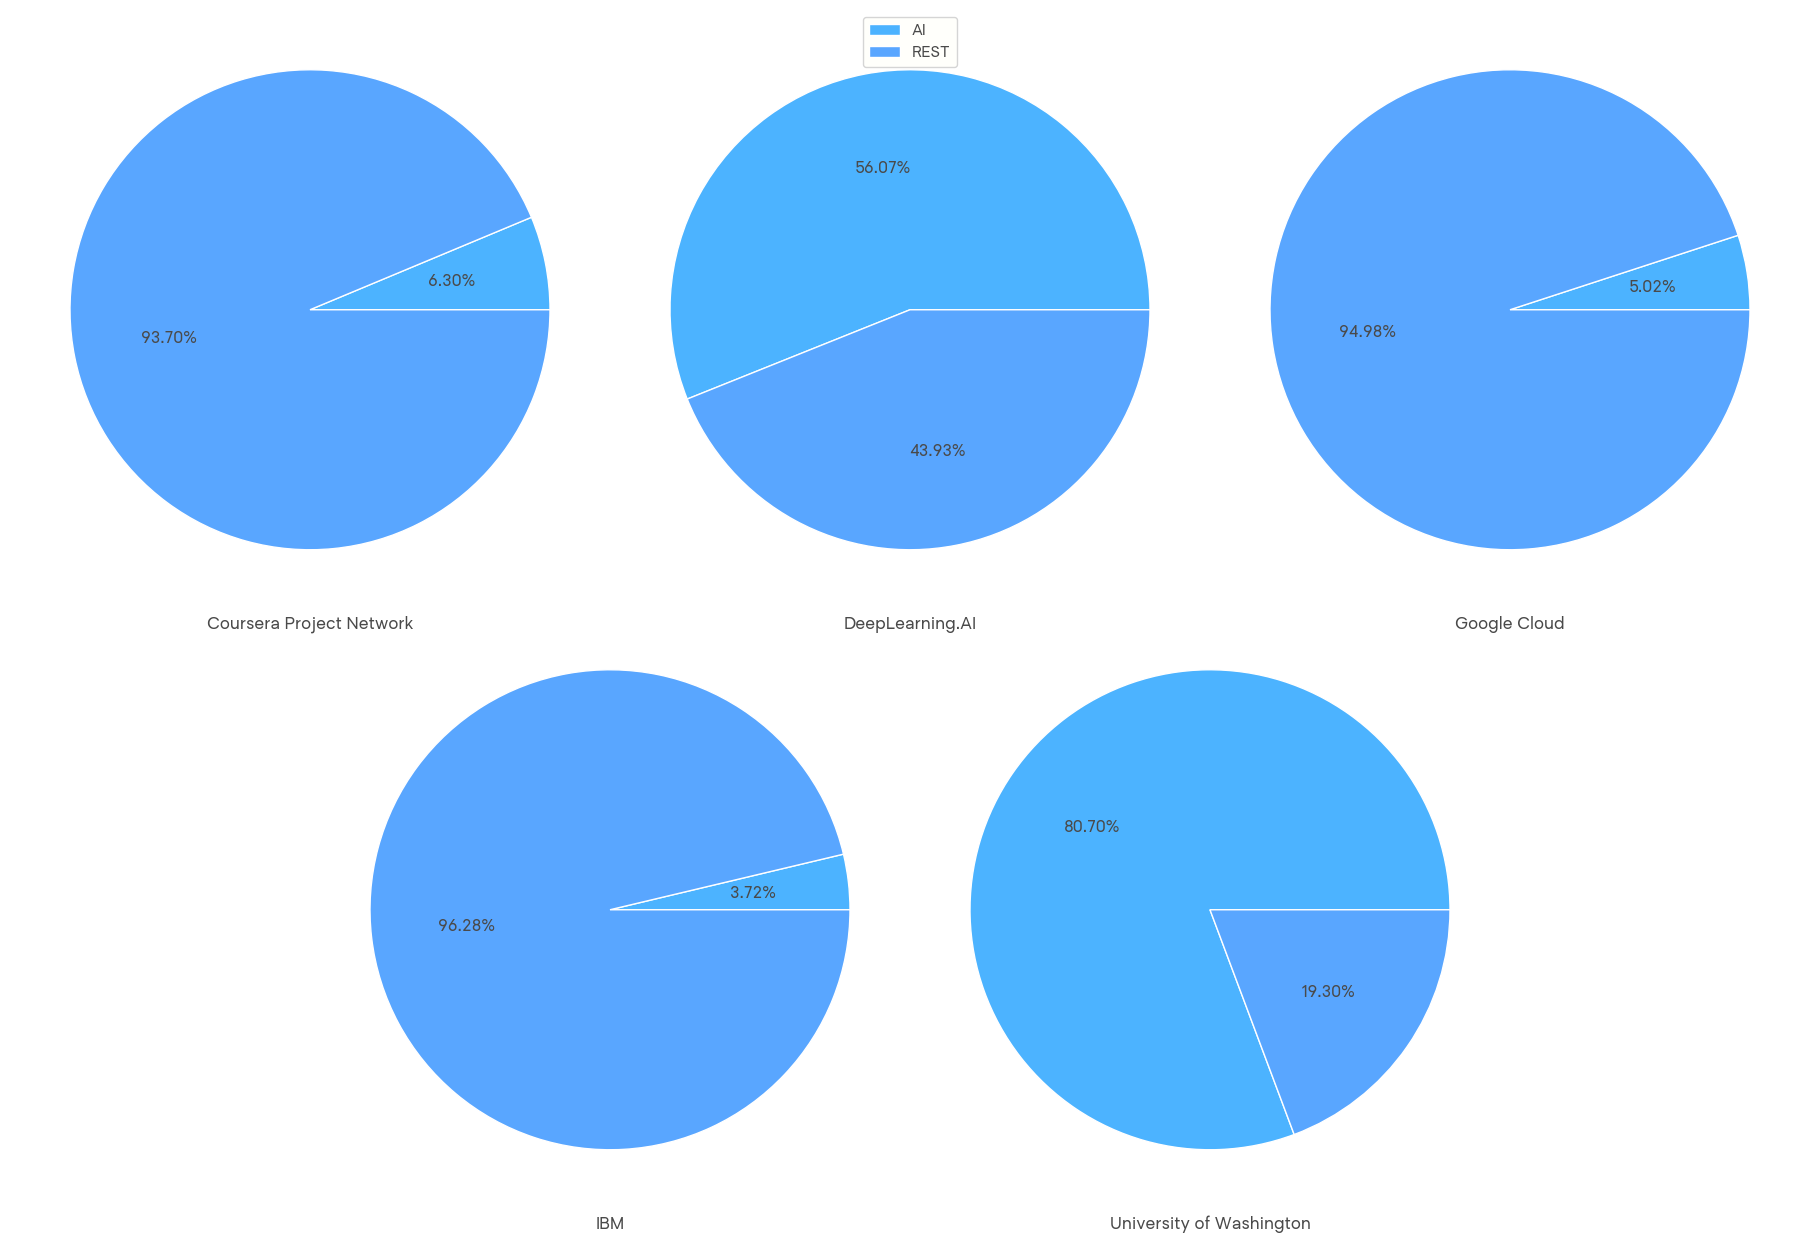 AI
REST
56.07%
6.30%
5.02%
93.70%
94.98%
43.93%
Coursera Project Network
DeepLearning.AI
Google Cloud
80.70%
3.72%
96.28%
19.30%
IBM
University of Washington